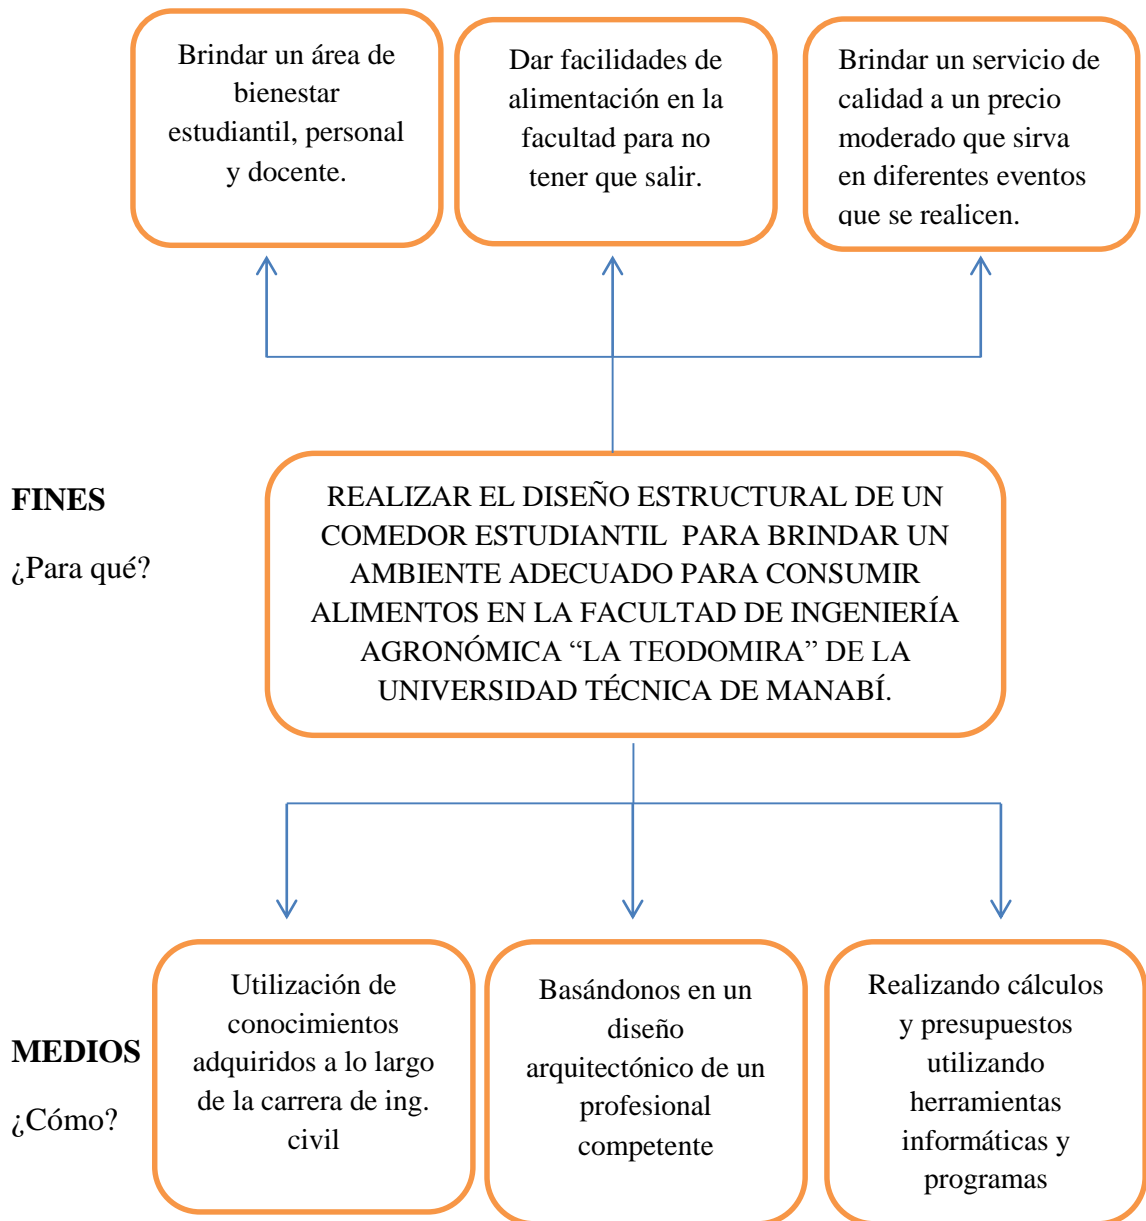 Brindar un área de
bienestar
estudiantil, personal
y docente.
Dar facilidades de
alimentación en la
facultad para no
tener que salir.
Brindar un servicio de
calidad a un precio
moderado que sirva
en diferentes eventos
que se realicen.
FINES
¿Para qué?
REALIZAR EL DISEÑO ESTRUCTURAL DE UN
COMEDOR ESTUDIANTIL PARA BRINDAR UN
AMBIENTE ADECUADO PARA CONSUMIR
ALIMENTOS EN LA FACULTAD DE INGENIERÍA
AGRONÓMICA “LA TEODOMIRA” DE LA
UNIVERSIDAD TÉCNICA DE MANABÍ.
MEDIOS
¿Cómo?
Utilización de
conocimientos
adquiridos a lo largo
de la carrera de ing.
civil
Basándonos en un
diseño
arquitectónico de un
profesional
competente
Realizando cálculos
y presupuestos
utilizando
herramientas
informáticas y
programas